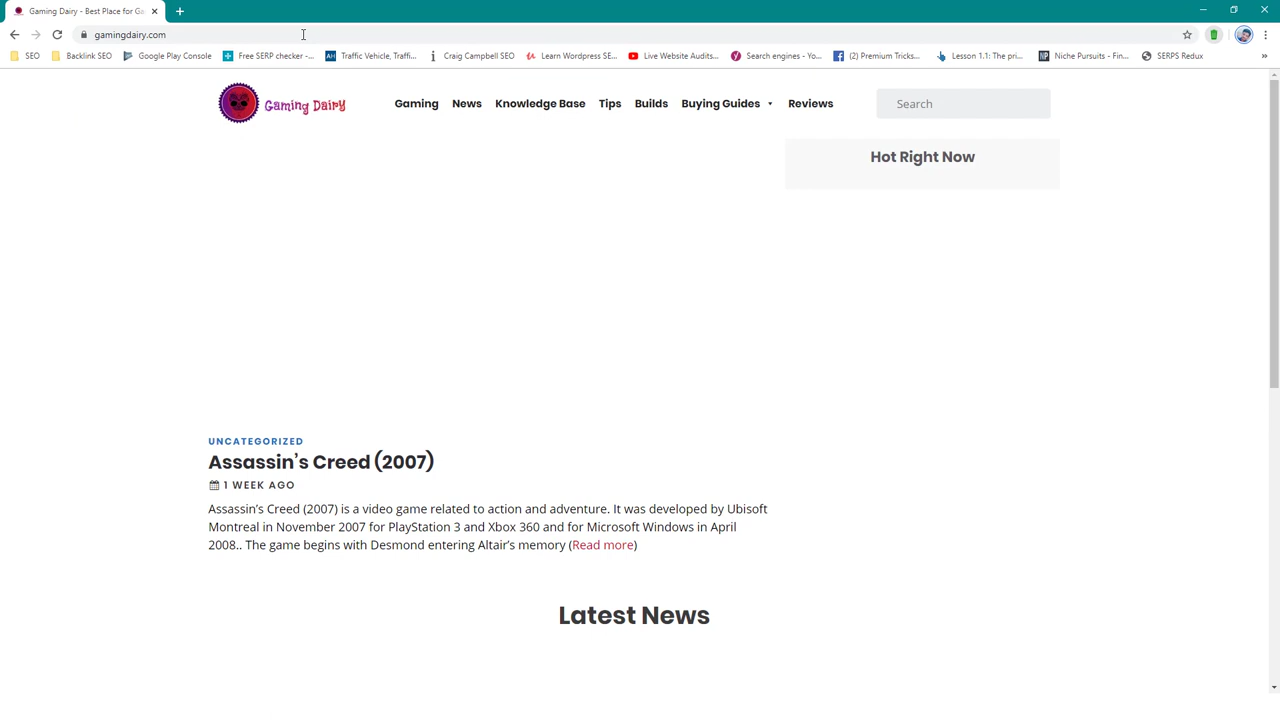 Gaming Dairy - Best Place for Ga
gamingdairy.com
SEO
Backlink SEO
Google Play Console
Free SERP checker -...
AH Traffic Vehicle, Traffi...
Craig Campbell SEO
Learn Wordpress SE...
Live Website Audits...
Search engines - Yo...
(2) Premium Tricks...
Lesson 1.1: The pri...
NP Niche Pursuits - Fin...
SERPS Redux
Gaming Dairy
Gaming
News
Knowledge Base
Tips
Builds
Buying Guides
Reviews
Search
Hot Right Now
UNCATEGORIZED
Assassin’s Creed (2007)
1 WEEK AGO
Assassin’s Creed (2007) is a video game related to action and adventure. It was developed by Ubisoft
Montreal in November 2007 for PlayStation 3 and Xbox 360 and for Microsoft Windows in April
2008.. The game begins with Desmond entering Altair’s memory (Read more)
Latest News